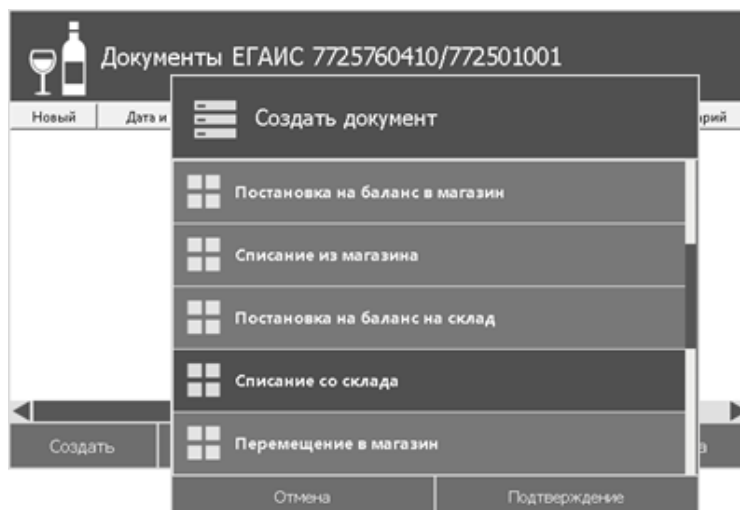 Документы ЕГАИС 7725760410/772501001
Создать документ
Новый
Дата и
Постановка на баланс в магазин
Списание из магазина
Постановка на баланс на склад
Списание со склада
Перемещение в магазин
Создать
Отмена
Подтверждение